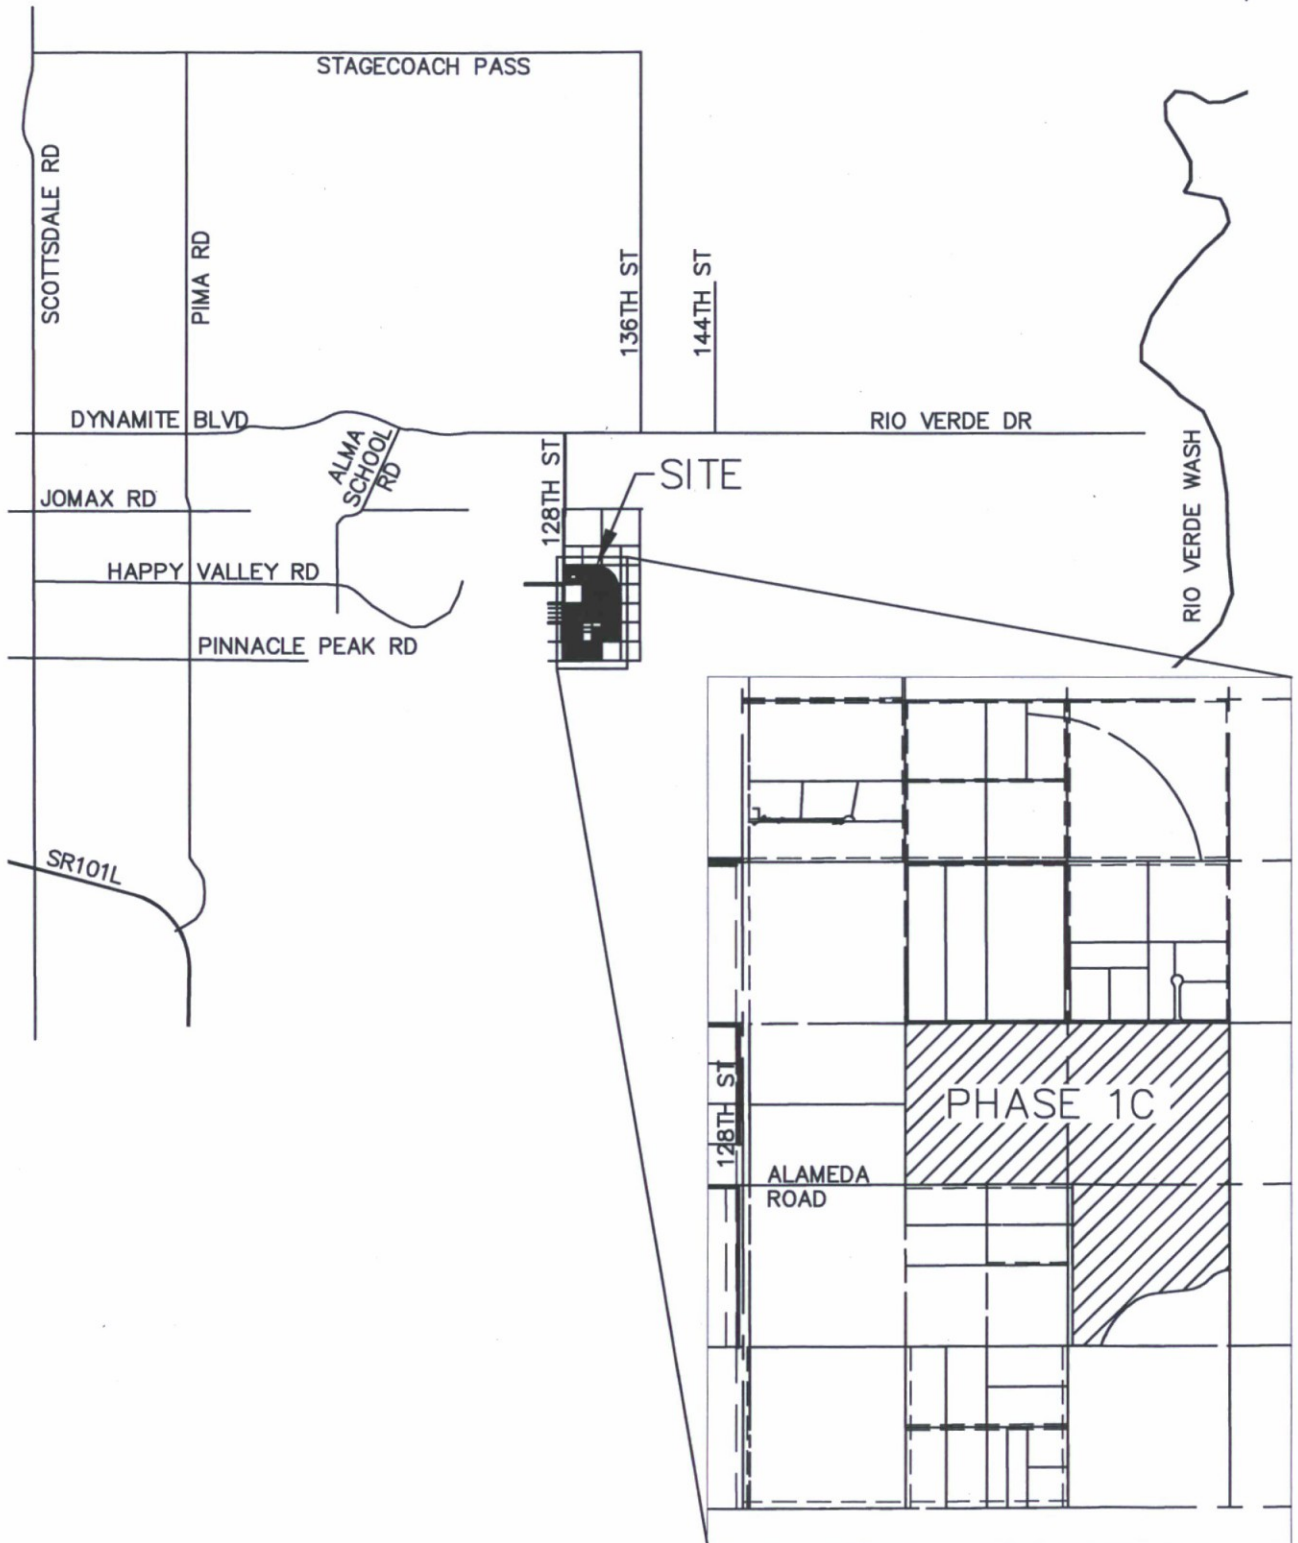 STAGECOACH PASS
SCOTTSDALE RD
PIMA RD
136TH ST
144TH ST
DYNAMITE BLVD
RIO VERDE DR
ALMA
SCHOOL
RD
128TH ST
SITE
JOMAX RD
RIO VERDE WASH
HAPPY VALLEY RD
PINNACLE PEAK RD
SR101L
128TH ST
PHASE 1C
ALAMEDA
ROAD